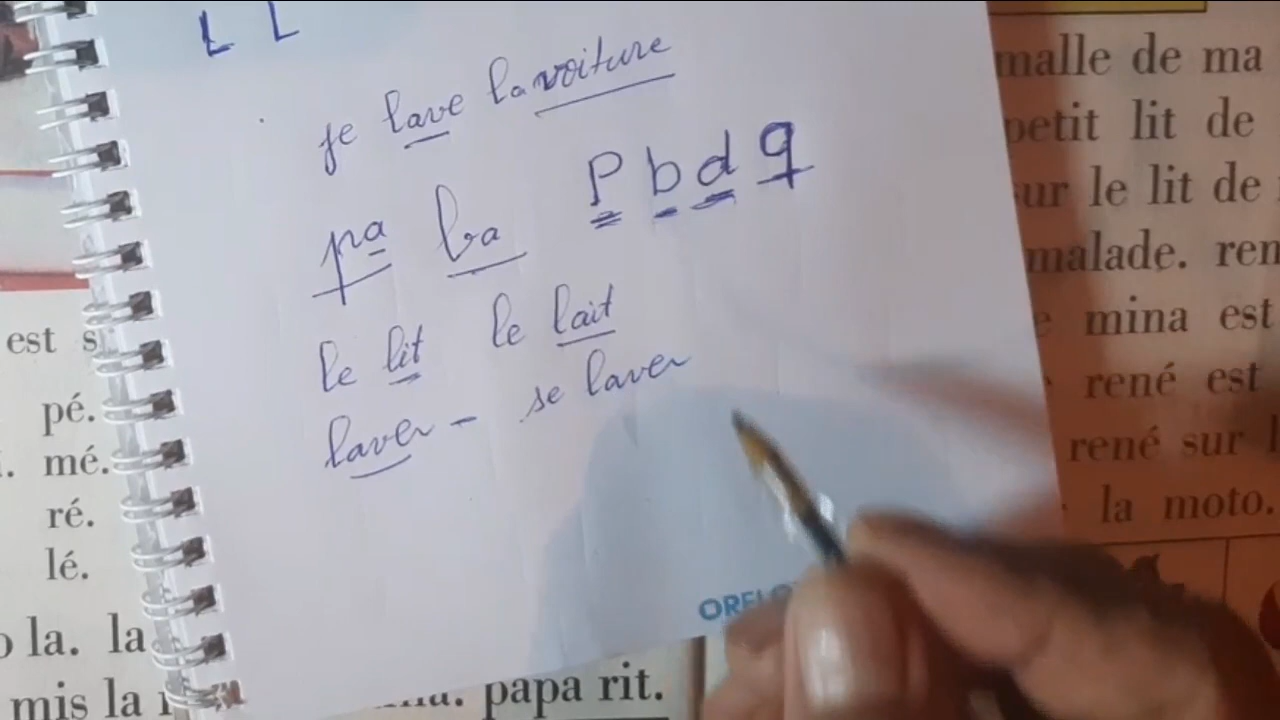 L L
je lave la voiture
pa ba P b d q
le lit le lait
laver - se laver
malle de ma
petit lit de
sur le lit de
malade.
mina est
rené est
rené sur
la moto.
est
pé.
mé.
ré.
lé.
la. la
mis la
papa rit.